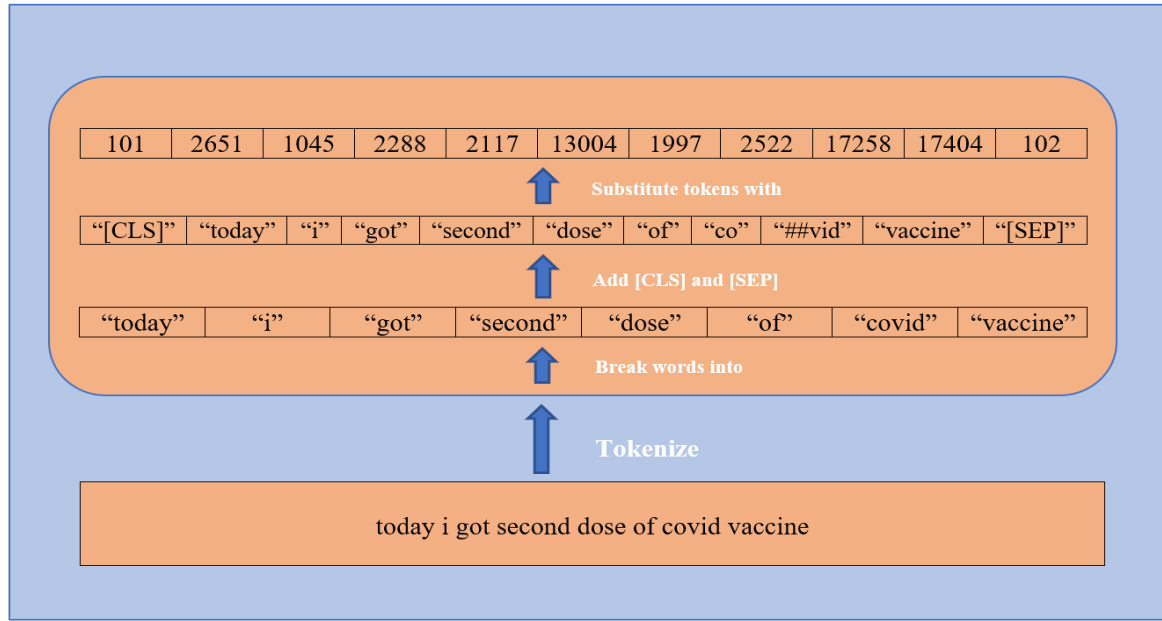 101 2651 1045 2288 2117 13004 1997 2522 17258 17404 102
Substitute tokens with
“[CLS]” “today” “i” “got” “second” “dose” “of” “co” “##vid” “vaccine” “[SEP]”
Add [CLS] and [SEP]
“today” “i” “got” “second” “dose” “of” “covid” “vaccine”
Break words into
Tokenize
today i got second dose of covid vaccine